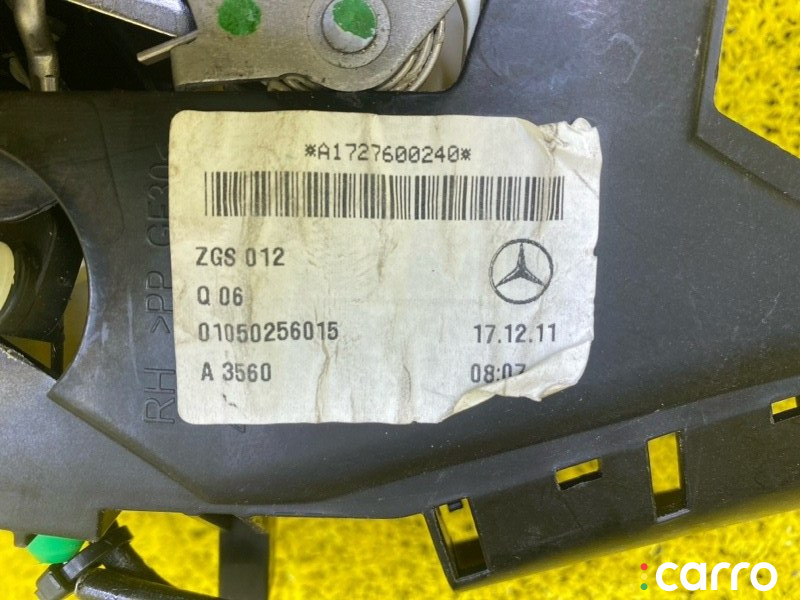 *A1727600240*
ZGS 012
Q 06
01050256015
17.12.11
A 3560
08:07
RH >PP GF30<
carro